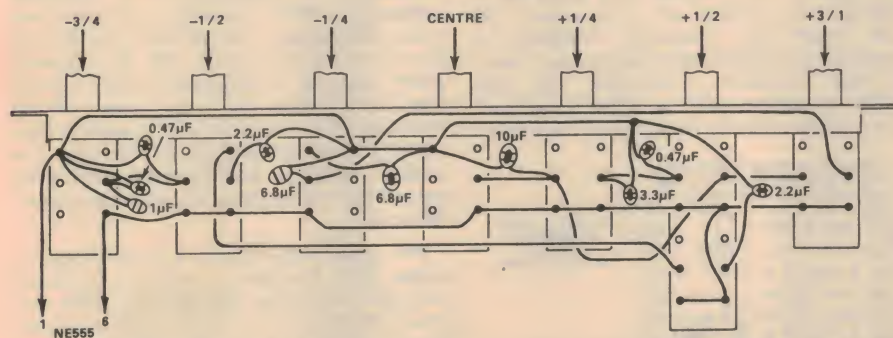 -3/4 -1/2 -1/4 CENTRE +1/4 +1/2 +3/1
0.47µF 2.2µF 10µF 0.47µF
6.8µF 6.8µF 3.3µF 2.2µF
1µF
1 6
NE555